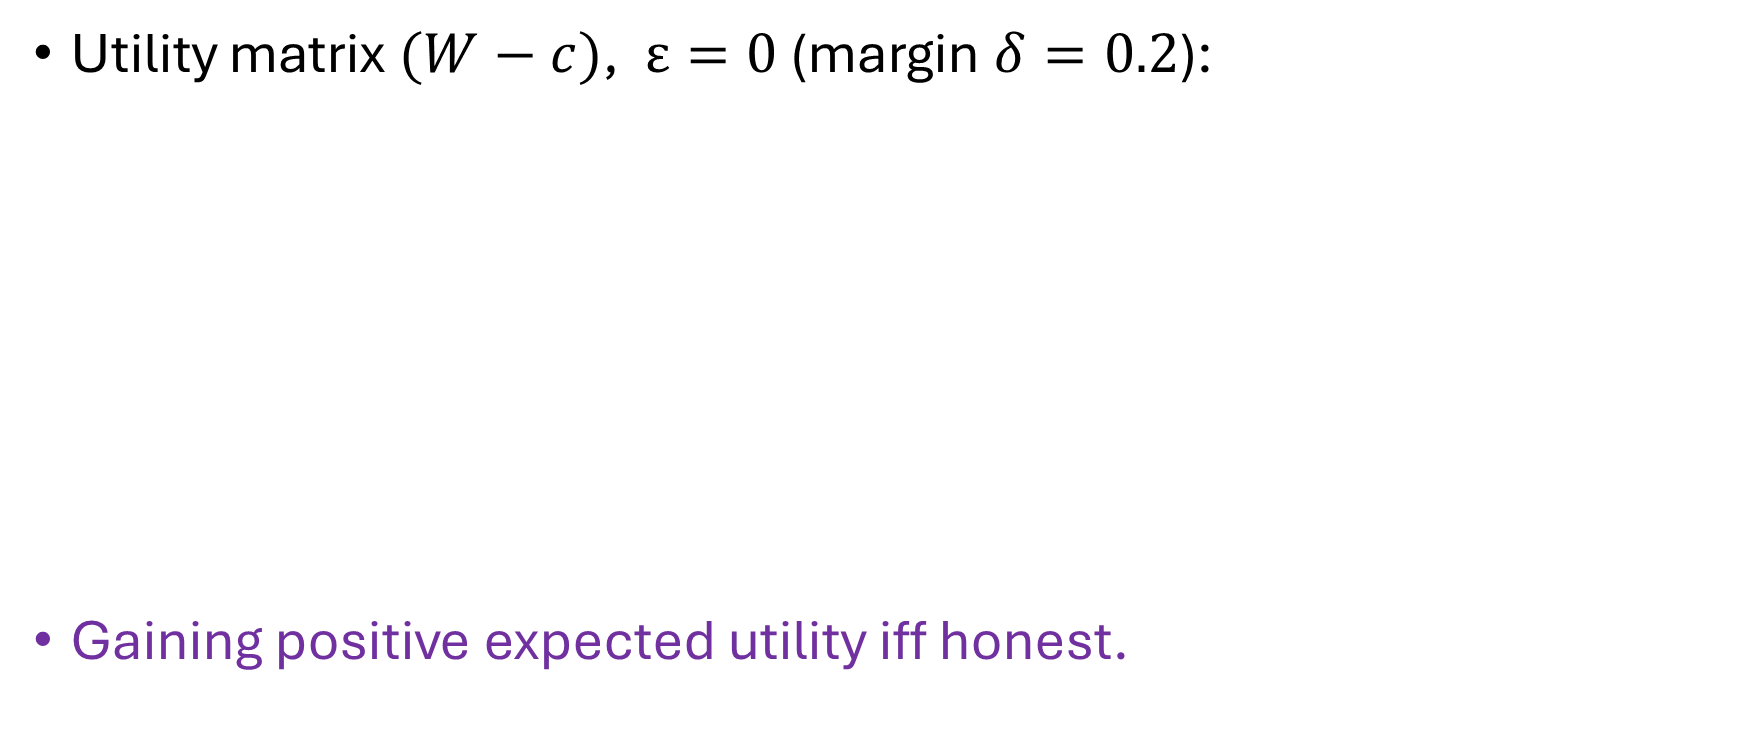 • Utility matrix (𝑊 − 𝑐), ε = 0 (margin 𝛿 = 0.2):
• Gaining positive expected utility iff honest.